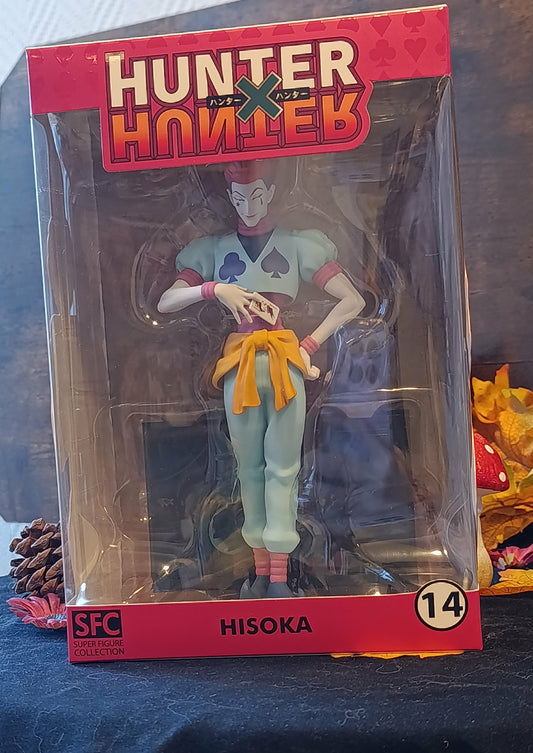 HUNTER
ハンター × ハンター
HUNTER
SFC
SUPER FIGURE
COLLECTION
HISOKA
14